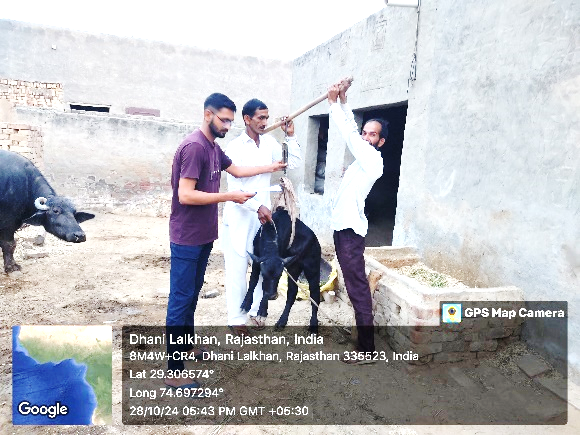 GPS Map Camera
Dhani Lalkhan, Rajasthan, India
8M4W+CR4, Dhani Lalkhan, Rajasthan 335523, India
Lat 29.306574°
Long 74.697294°
28/10/24 05:43 PM GMT +05:30
Google